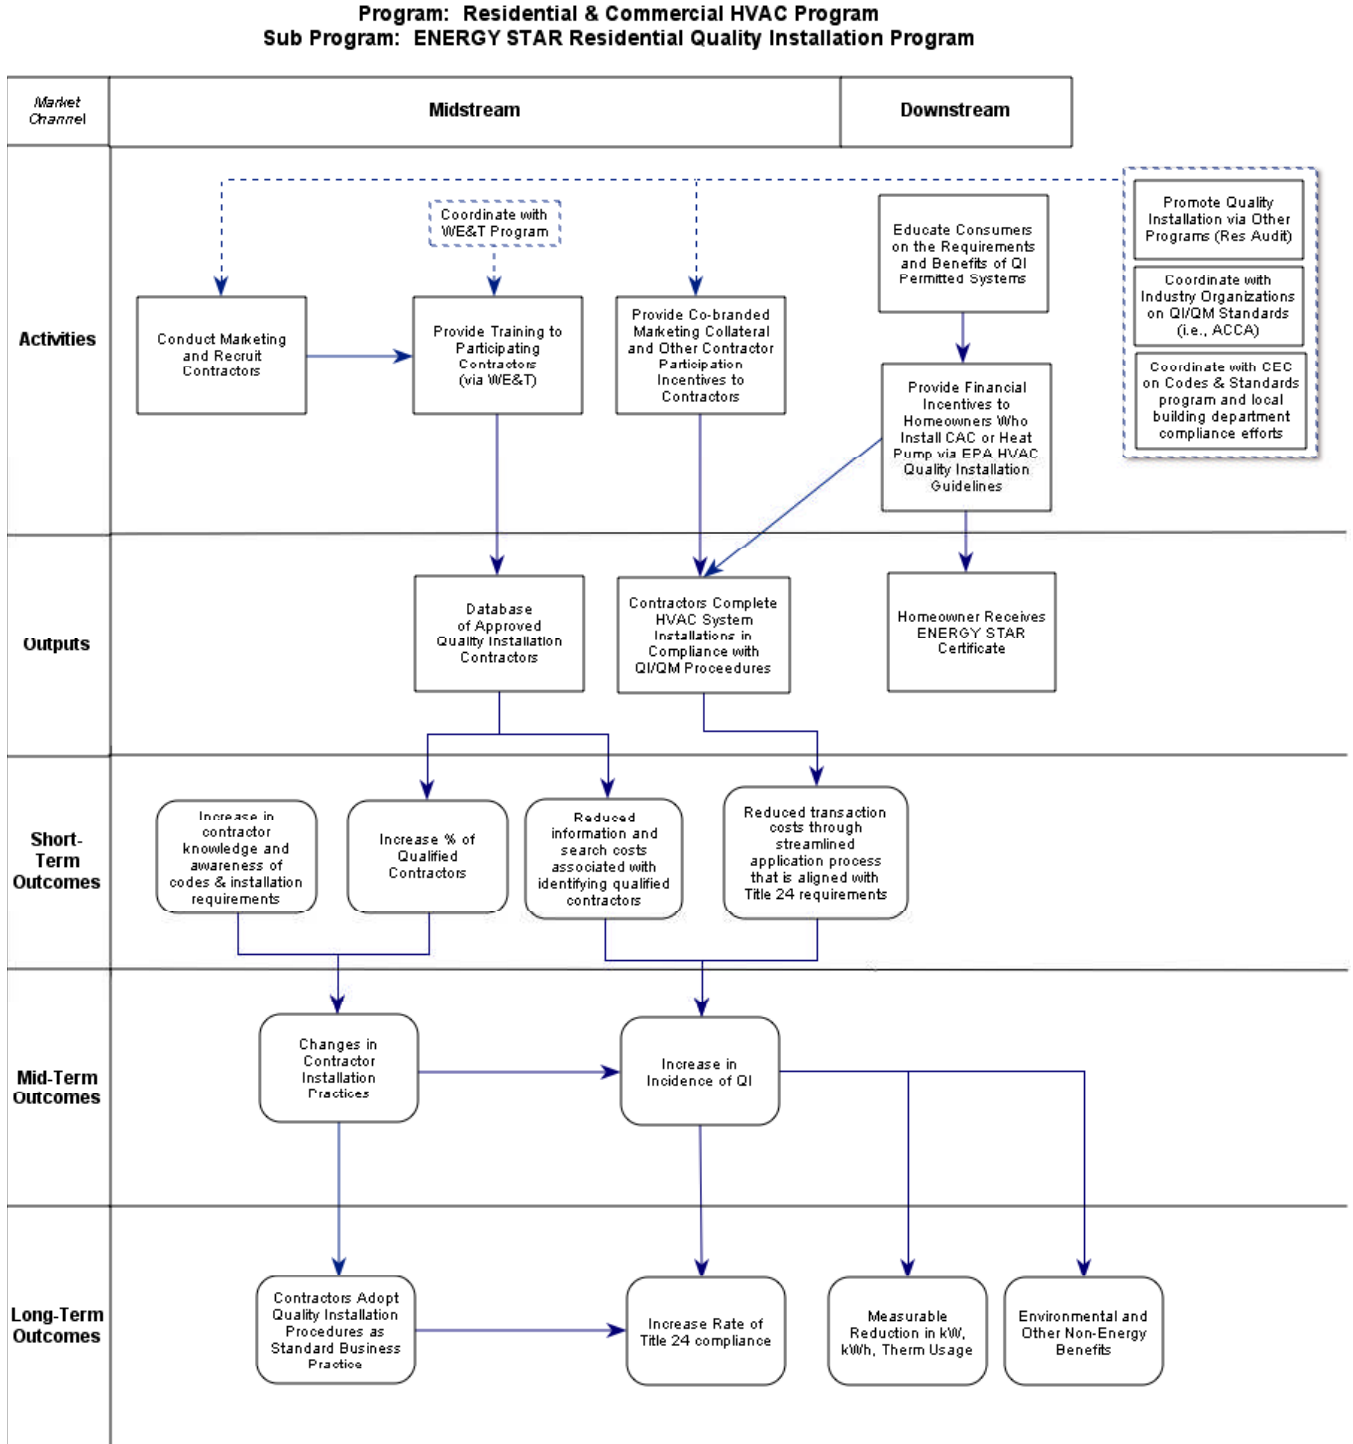 Program: Residential & Commercial HVAC Program
Sub Program: ENERGY STAR Residential Quality Installation Program
Market
Channel
Midstream
Downstream
Activities
Coordinate with
WE&T Program
Conduct Marketing
and Recruit
Contractors
Provide Training to
Participating
Contractors
(via WE&T)
Provide Co-branded
Marketing Collateral
and Other Contractor
Participation
Incentives to
Contractors
Educate Consumers
on the Requirements
and Benefits of QI
Permitted Systems
Provide Financial
Incentives to
Homeowners Who
Install CAC or Heat
Pump via EPA HVAC
Quality Installation
Guidelines
Promote Quality
Installation via Other
Programs (Res Audit)
Coordinate with
Industry Organizations
on QI/QM Standards
(i.e., ACCA)
Coordinate with CEC
on Codes & Standards
program and local
building department
compliance efforts
Outputs
Database
of Approved
Quality Installation
Contractors
Contractors Complete
HVAC System
Installations in
Compliance with
QI/QM Proceedures
Homeowner Receives
ENERGY STAR
Certificate
Short-
Term
Outcomes
Increase in
contractor
knowledge and
awareness of
codes & installation
requirements
Increase % of
Qualified
Contractors
Reduced
information and
search costs
associated with
identifying qualified
contractors
Reduced transaction
costs through
streamlined
application process
that is aligned with
Title 24 requirements
Mid-Term
Outcomes
Changes in
Contractor
Installation
Practices
Increase in
Incidence of QI
Long-Term
Outcomes
Contractors Adopt
Quality Installation
Procedures as
Standard Business
Practice
Increase Rate of
Title 24 compliance
Measurable
Reduction in kW,
kWh, Therm Usage
Environmental and
Other Non-Energy
Benefits